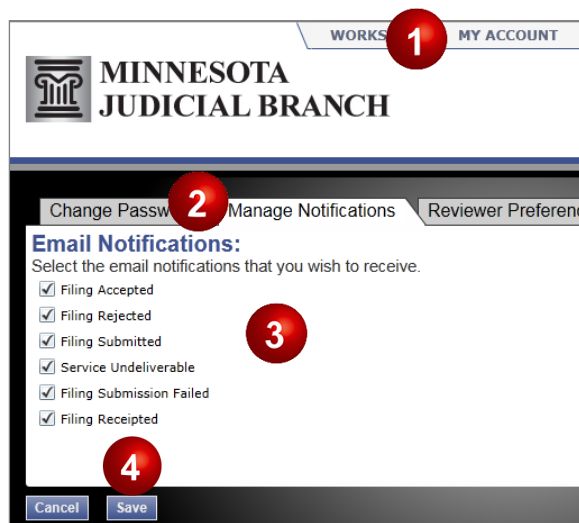 WORKS 1 MY ACCOUNT
MINNESOTA
JUDICIAL BRANCH
Change Passw 2 Manage Notifications Reviewer Preferenc
Email Notifications:
Select the email notifications that you wish to receive.
Filing Accepted
Filing Rejected
Filing Submitted
3
Service Undeliverable
Filing Submission Failed
Filing Receipted
4
Cancel Save